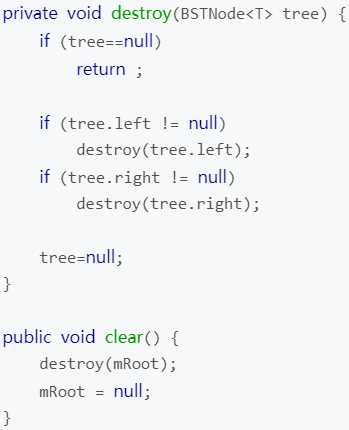 private void destroy(BSTNode<T> tree) {
    if (tree==null)
        return ;

    if (tree.left != null)
        destroy(tree.left);
    if (tree.right != null)
        destroy(tree.right);

    tree=null;
}

public void clear() {
    destroy(mRoot);
    mRoot = null;
}